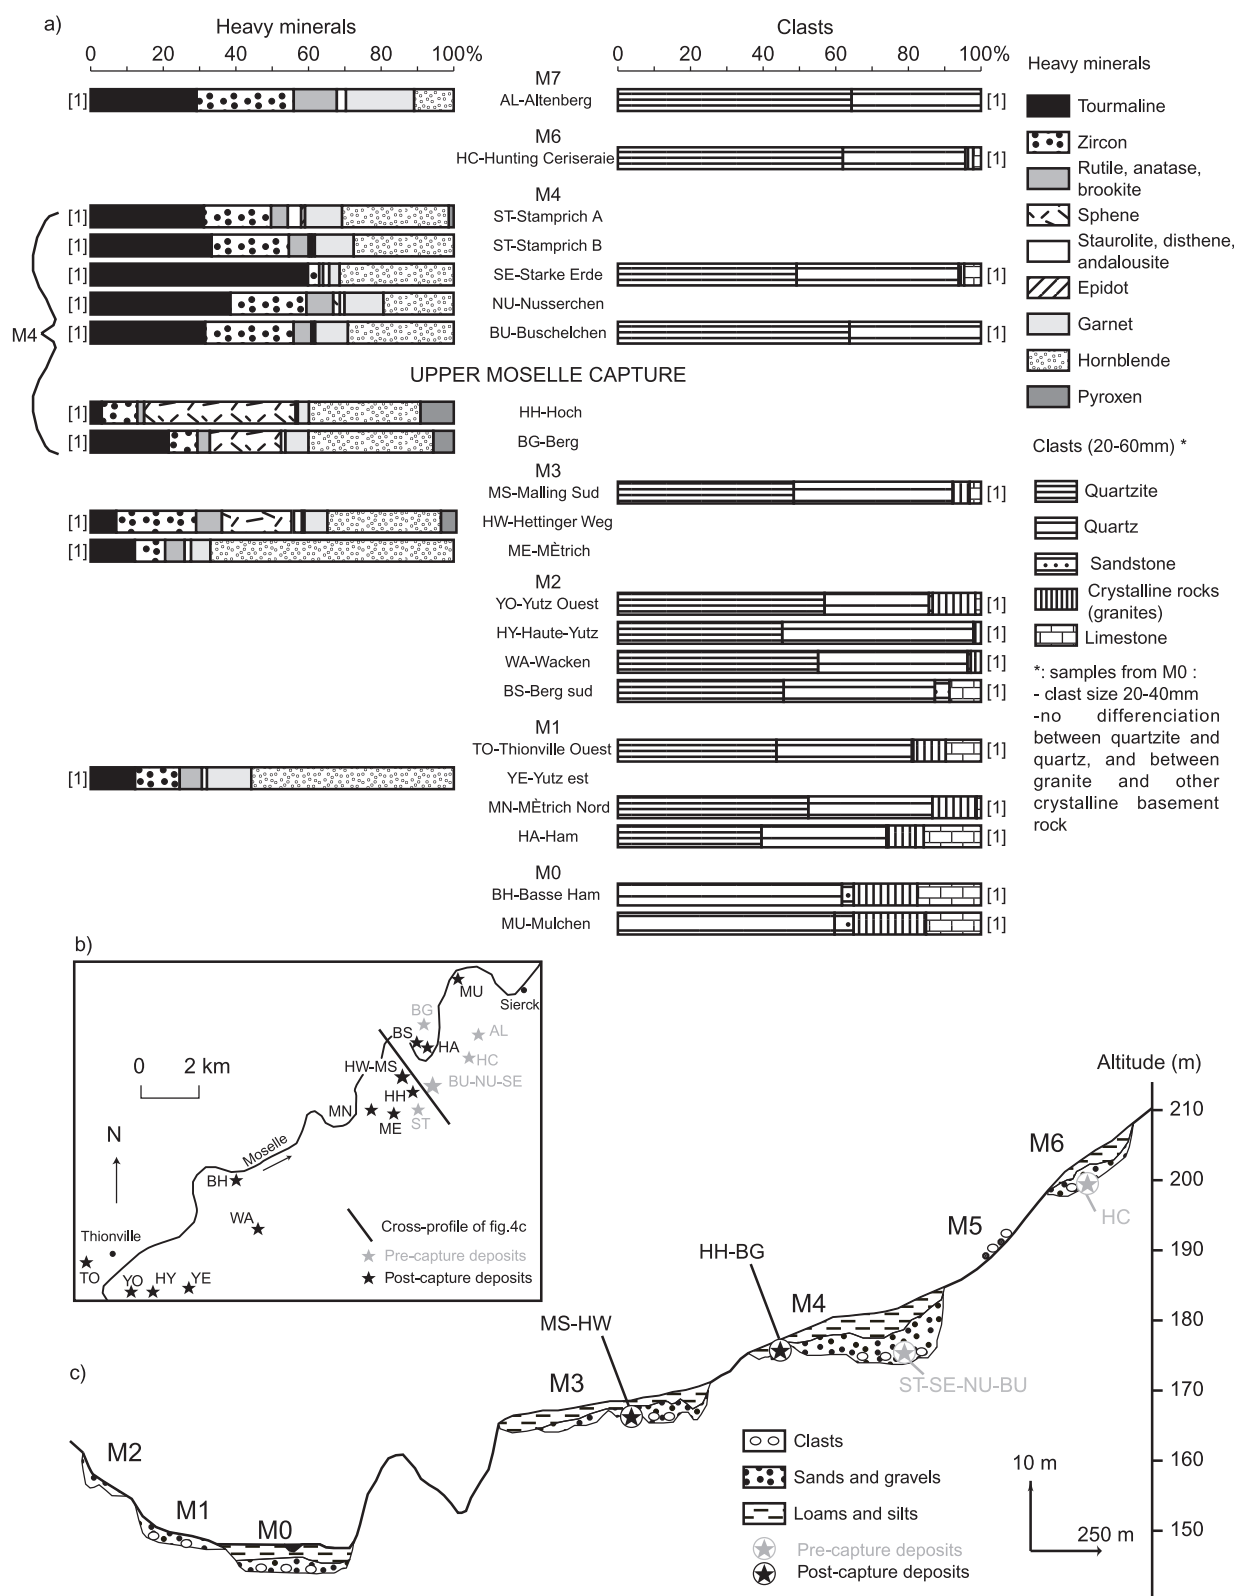 a)
Heavy minerals
0 20 40 60 80 100%
Clasts
0 20 40 60 80 100%
M7
[1] AL-Altenberg [1]
M6
HC-Hunting Ceriseraie [1]
M4
[1] ST-Stamprich A
[1] ST-Stamprich B
[1] SE-Starke Erde [1]
[1] NU-Nusserchen
M4
[1] BU-Buschelchen [1]
UPPER MOSELLE CAPTURE
[1] HH-Hoch
[1] BG-Berg
M3
MS-Malling Sud [1]
[1] HW-Hettinger Weg
[1] ME-MÈtrich
M2
YO-Yutz Ouest [1]
HY-Haute-Yutz [1]
WA-Wacken [1]
BS-Berg sud [1]
M1
TO-Thionville Ouest [1]
[1] YE-Yutz est
MN-MÈtrich Nord [1]
HA-Ham [1]
M0
BH-Basse Ham [1]
MU-Mulchen [1]
Heavy minerals
Tourmaline
Zircon
Rutile, anatase,
brookite
Sphene
Staurolite, disthene,
andalousite
Epidot
Garnet
Hornblende
Pyroxen
Clasts (20-60mm) *
Quartzite
Quartz
Sandstone
Crystalline rocks
(granites)
Limestone
*: samples from M0 :
- clast size 20-40mm
-no differenciation
between quartzite and
quartz, and between
granite and other
crystalline basement
rock
b)
MU
Sierck
BG
BS
AL
HA
HC
0 2 km
HW-MS
BU-NU-SE
HH
MN
ME
ST
N
Moselle
BH
WA
Thionville
TO
YO
HY
YE
Cross-profile of fig.4c
Pre-capture deposits
Post-capture deposits
c)
Altitude (m)
210
200
190
180
170
160
150
M6
HC
M5
HH-BG
M4
ST-SE-NU-BU
MS-HW
M3
M2
M1
M0
Clasts
Sands and gravels
Loams and silts
Pre-capture deposits
Post-capture deposits
10 m
250 m